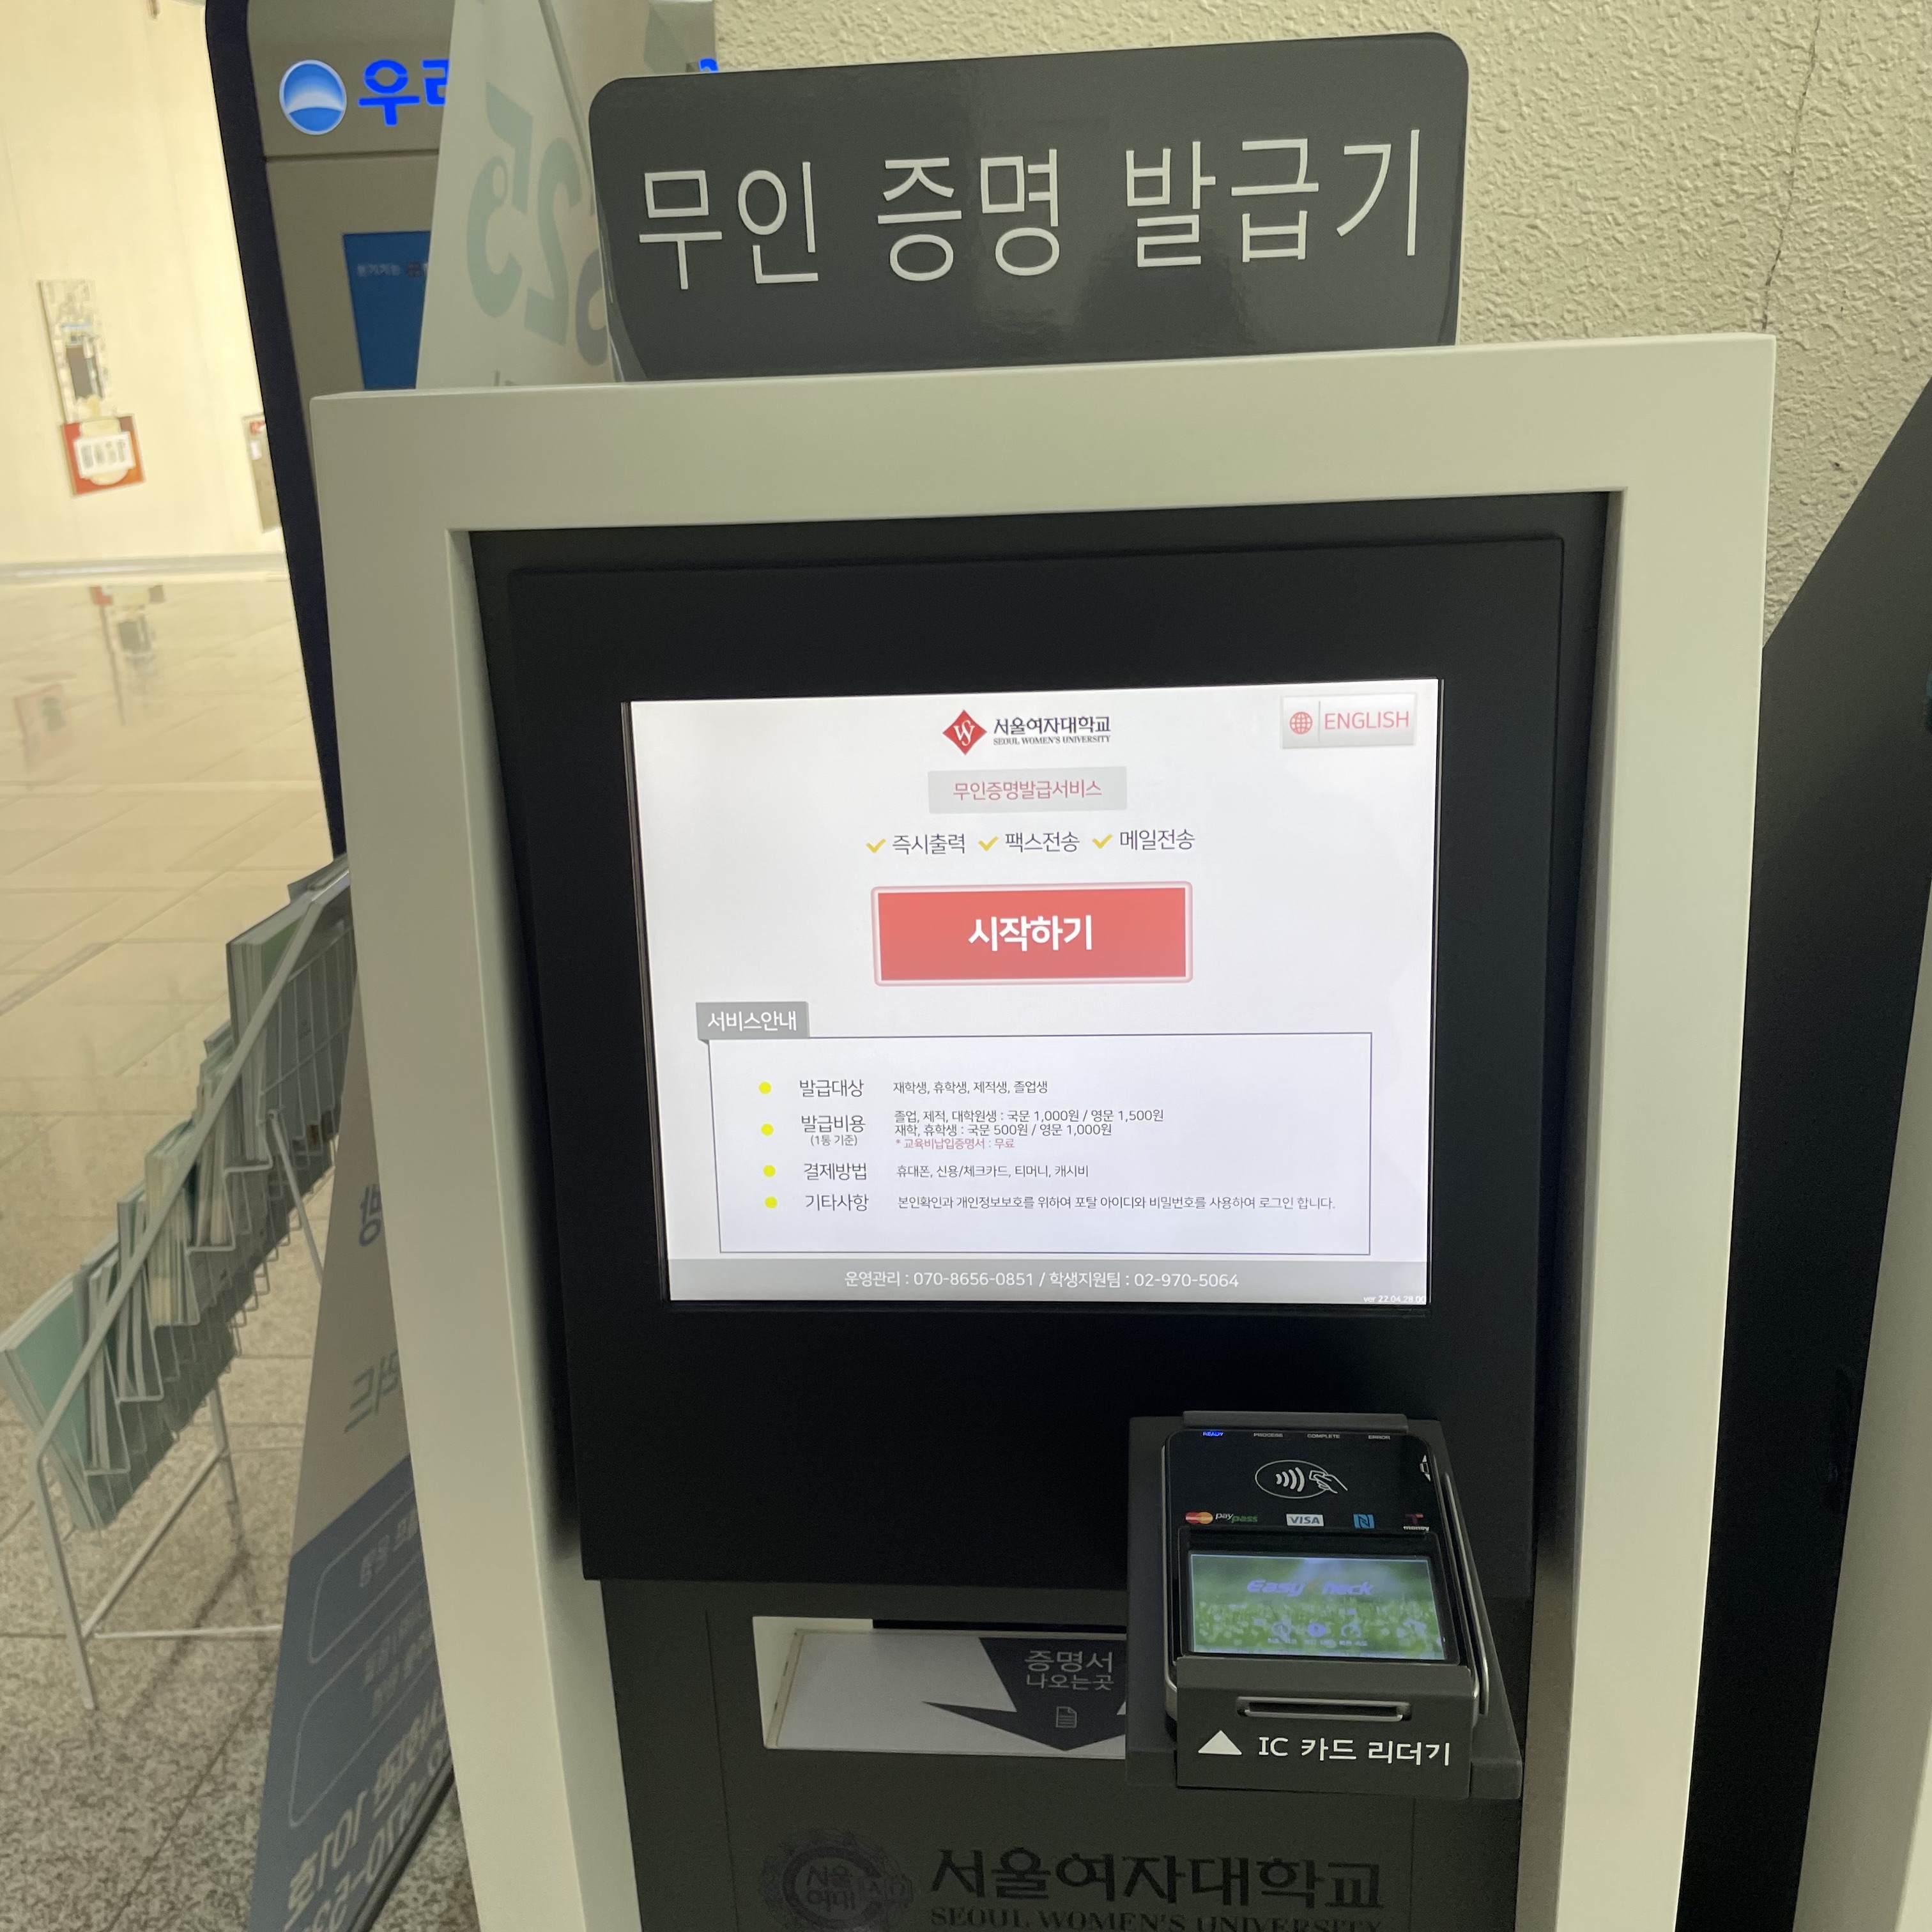 무인 증명 발급기
서울여자대학교
SEOUL WOMEN'S UNIVERSITY
ENGLISH
무인증명발급서비스
즉시출력 팩스전송 메일전송
시작하기
서비스안내
발급대상 재학생, 휴학생, 제적생, 졸업생
발급비용 졸업, 제적, 대학원생 : 국문 1,000원 / 영문 1,500원
(1통 기준) 재학, 휴학생 : 국문 500원 / 영문 1,000원
* 교육비납입증명서 : 무료
결제방법 휴대폰, 신용/체크카드, 티머니, 캐시비
기타사항 본인확인과 개인정보보호를 위하여 포탈 아이디와 비밀번호를 사용하여 로그인 합니다.
운영관리 : 070-8656-0851 / 학생지원팀 : 02-970-5064
READY PROCESS COMPLETE ERROR
paypass VISA
증명서
나오는곳
IC 카드 리더기
서울
여대
서울여자대학교
SEOUL WOMEN'S UNIVERSITY